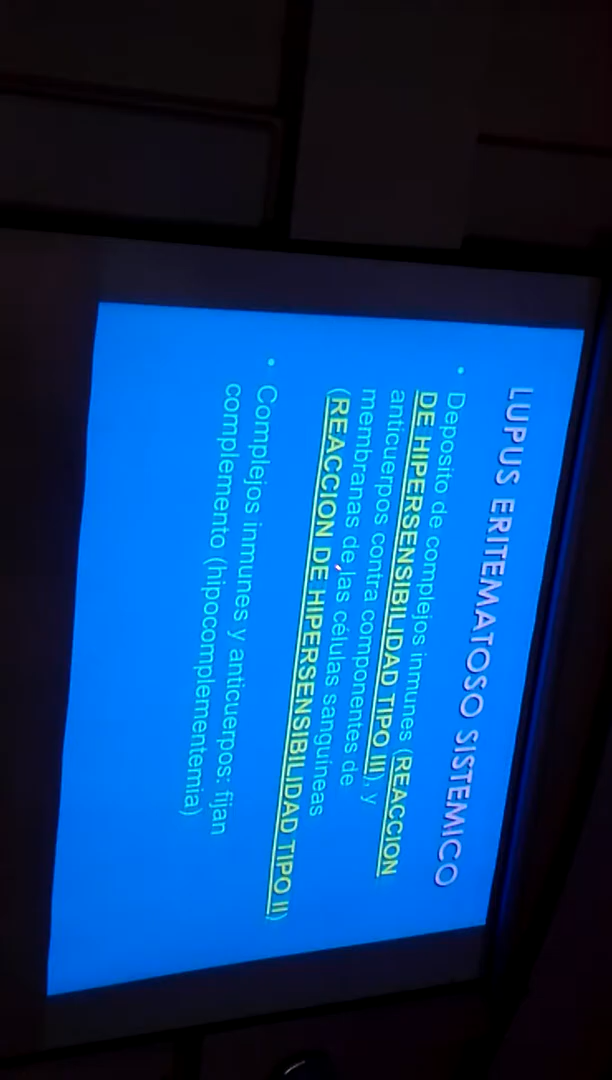 LUPUS ERITEMATOSO SISTEMICO
• Deposito de complejos inmunes (REACCION
DE HIPERSENSIBILIDAD TIPO III), y
anticuerpos contra componentes de
membranas de las células sanguíneas
(REACCION DE HIPERSENSIBILIDAD TIPO II)
• Complejos inmunes y anticuerpos: fijan
complemento (hipocomplementemia)